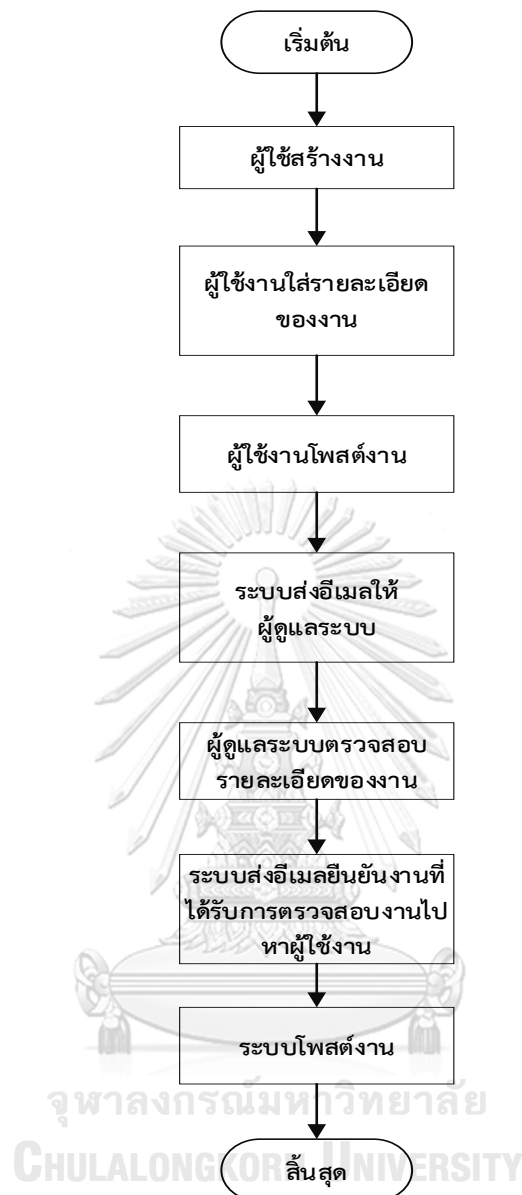 เริ่มต้น
ผู้ใช้สร้างงาน
ผู้ใช้งานใส่รายละเอียด
ของงาน
ผู้ใช้งานโพสต์งาน
ระบบส่งอีเมลให้
ผู้ดูแลระบบ
ผู้ดูแลระบบตรวจสอบ
รายละเอียดของงาน
ระบบส่งอีเมลยืนยันงานที่
ได้รับการตรวจสอบงานไป
หาผู้ใช้งาน
ระบบโพสต์งาน
จุฬาลงกรณ์มหาวิทยาลัย
CHULALONGKORN UNIVERSITY
สิ้นสุด